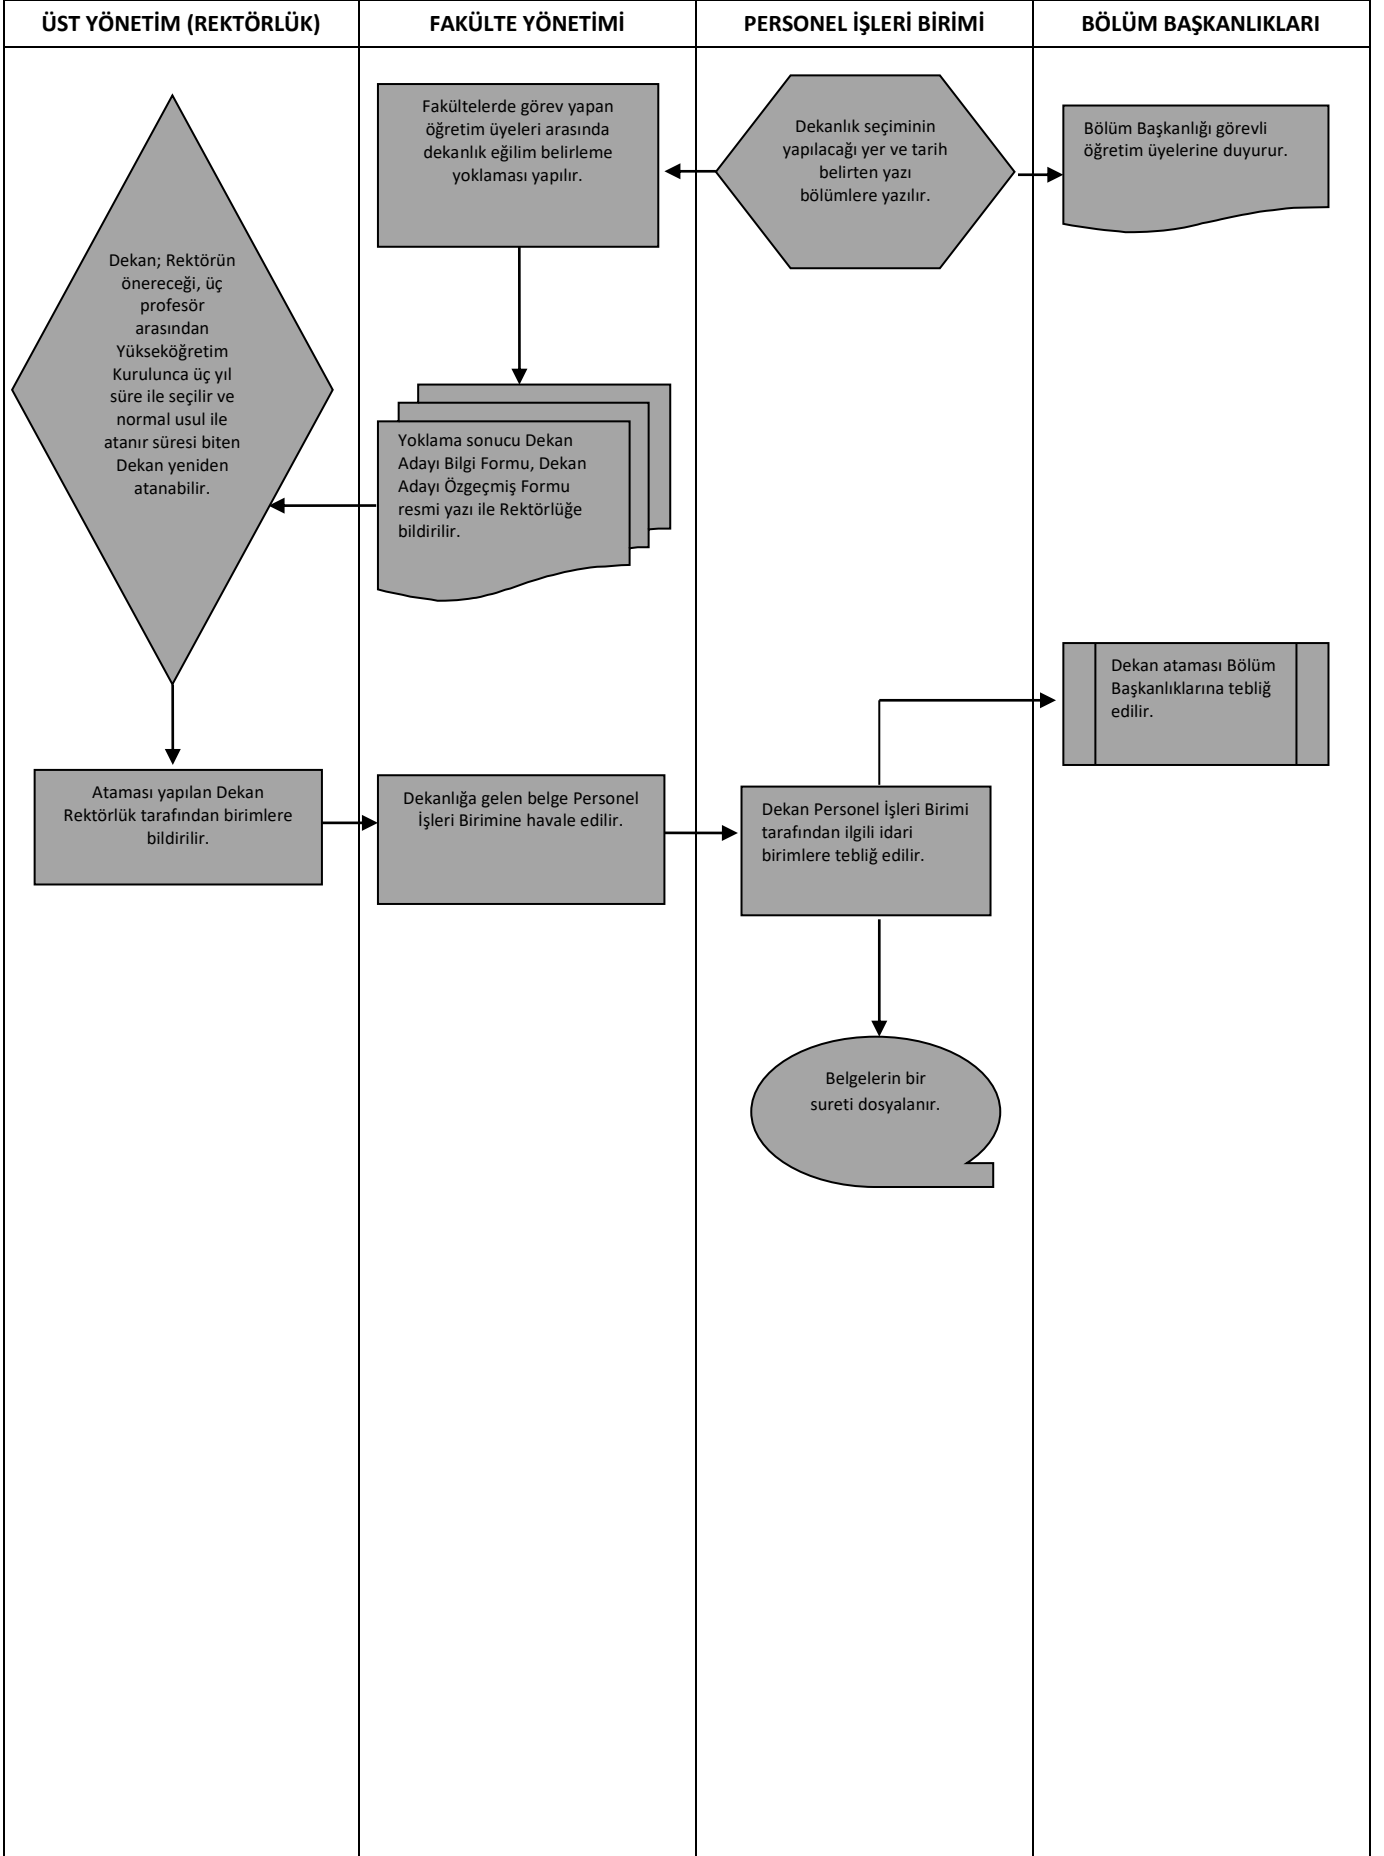 ÜST YÖNETİM (REKTÖRLÜK)
FAKÜLTE YÖNETİMİ
PERSONEL İŞLERİ BİRİMİ
BÖLÜM BAŞKANLIKLARI
Dekanlık seçiminin
yapılacağı yer ve tarih
belirten yazı
bölümlere yazılır.
Bölüm Başkanlığı görevli
öğretim üyelerine duyurur.
Fakültelerde görev yapan
öğretim üyeleri arasında
dekanlık eğilim belirleme
yoklaması yapılır.
Yoklama sonucu Dekan
Adayı Bilgi Formu, Dekan
Adayı Özgeçmiş Formu
resmi yazı ile Rektörlüğe
bildirilir.
Dekan; Rektörün
önereceği, üç
profesör
arasından
Yükseköğretim
Kurulunca üç yıl
süre ile seçilir ve
normal usul ile
atanır süresi biten
Dekan yeniden
atanabilir.
Ataması yapılan Dekan
Rektörlük tarafından birimlere
bildirilir.
Dekanlığa gelen belge Personel
İşleri Birimine havale edilir.
Dekan Personel İşleri Birimi
tarafından ilgili idari
birimlere tebliğ edilir.
Dekan ataması Bölüm
Başkanlıklarına tebliğ
edilir.
Belgelerin bir
sureti dosyalanır.